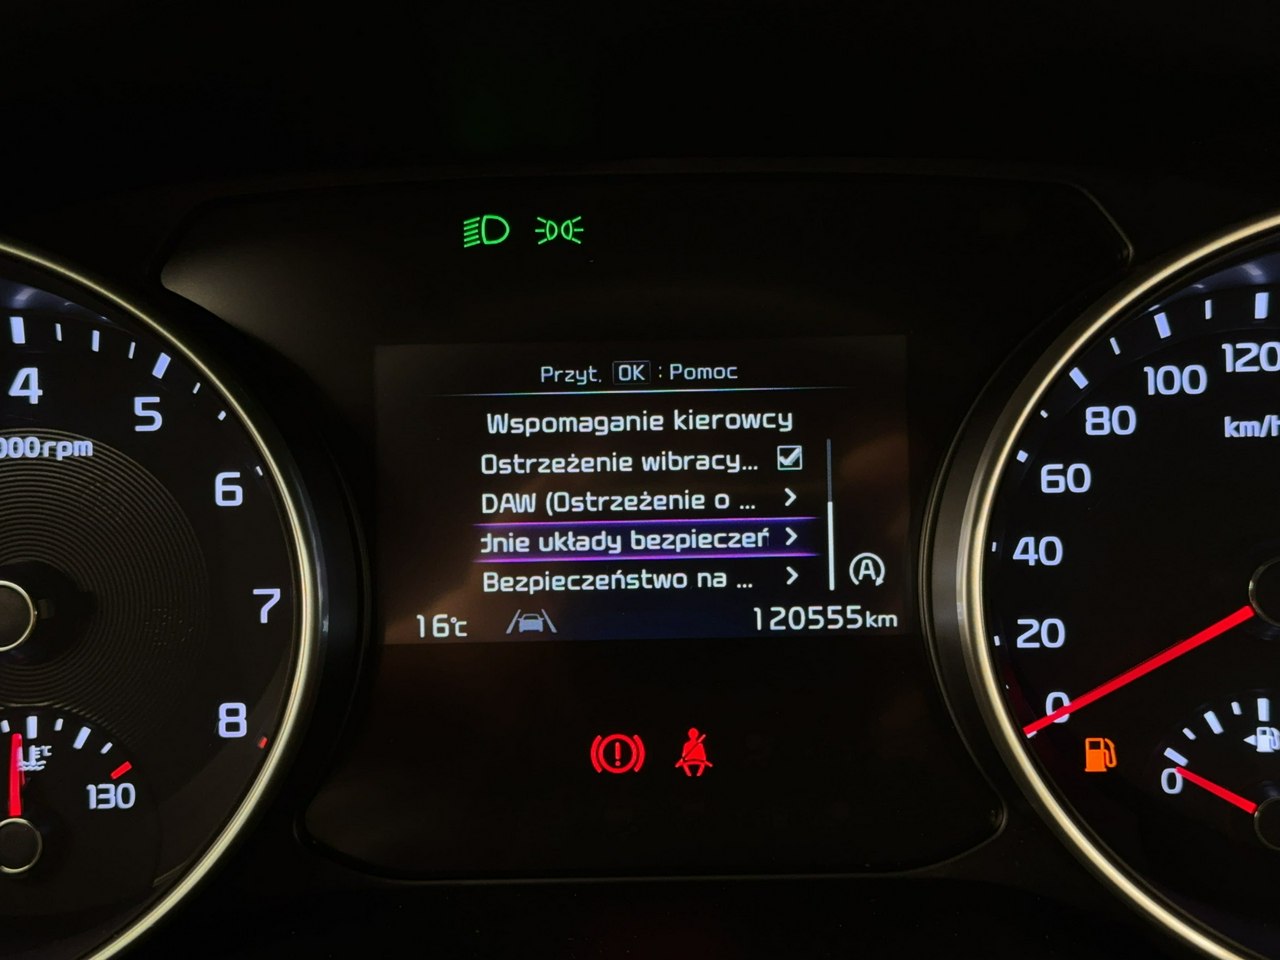 Przyt. OK : Pomoc
Wspomaganie kierowcy
Ostrzeżenie wibracy...
DAW (Ostrzeżenie o ...
dnie układy bezpieczeń
Bezpieczeństwo na ...
A
16°C
120555km
4
5
6
7
8
000rpm
°C
130
120
100
80
60
40
20
0
km/h
0